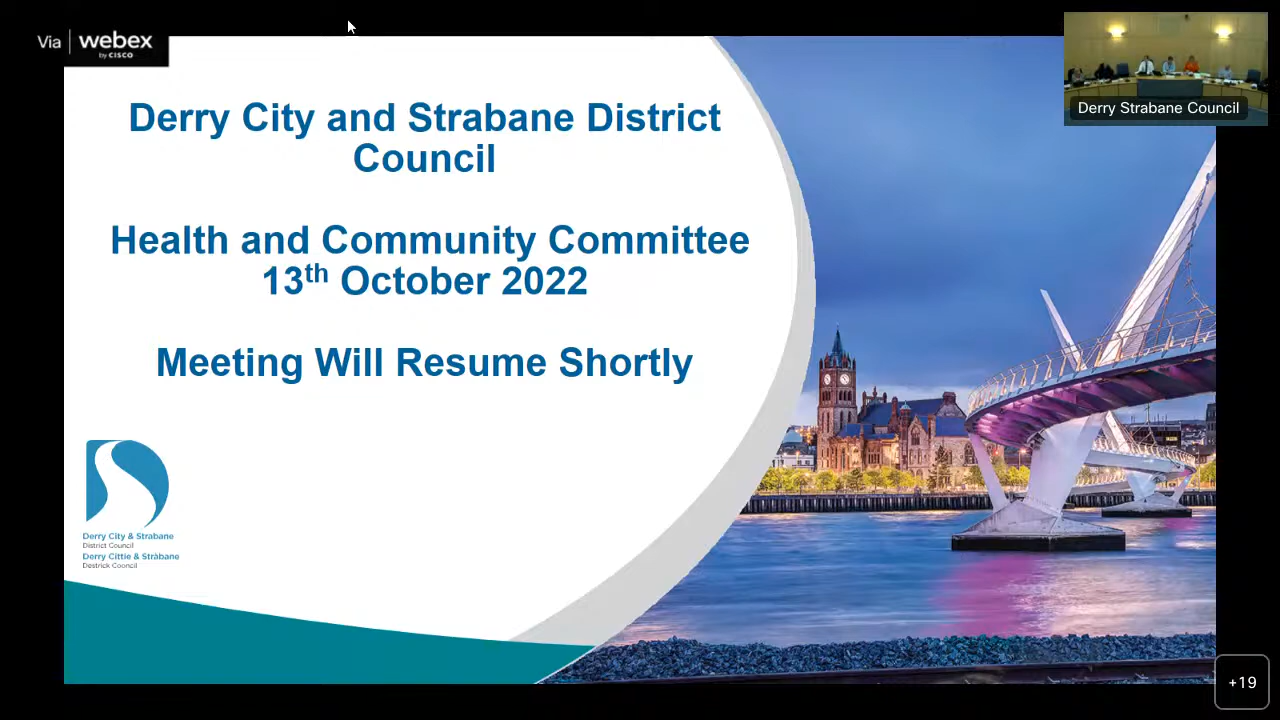 Via webex
by CISCO
Derry City and Strabane District
Council
Health and Community Committee
13th October 2022
Meeting Will Resume Shortly
Derry City & Strabane
District Council
Derry Cittie & Stràbane
Destrick Cooncil
Derry Strabane Council
+19